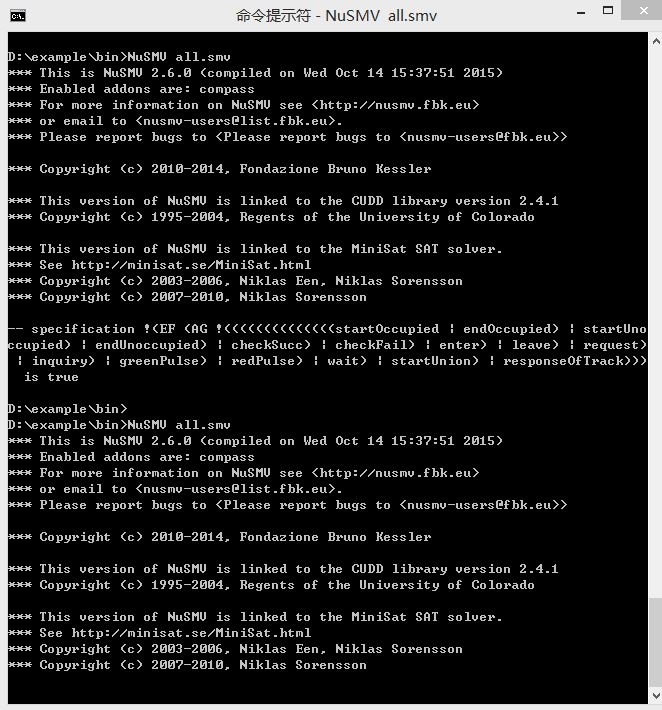 命令提示符 - NuSMV all.smv
D:\example\bin>NuSMV all.smv
*** This is NuSMV 2.6.0 (compiled on Wed Oct 14 15:37:51 2015)
*** Enabled addons are: compass
*** For more information on NuSMV see <http://nusmv.fbk.eu>
*** or email to <nusmv-users@list.fbk.eu>.
*** Please report bugs to <Please report bugs to <nusmv-users@fbk.eu>>
*** Copyright (c) 2010-2014, Fondazione Bruno Kessler
*** This version of NuSMV is linked to the CUDD library version 2.4.1
*** Copyright (c) 1995-2004, Regents of the University of Colorado
*** This version of NuSMV is linked to the MiniSat SAT solver.
*** See http://minisat.se/MiniSat.html
*** Copyright (c) 2003-2006, Niklas Een, Niklas Sorensson
*** Copyright (c) 2007-2010, Niklas Sorensson
-- specification !(EF (AG !((((((((((((((startOccupied | endOccupied) | startUno
ccupied) | endUnoccupied) | checkSucc) | checkFail) | enter) | leave) | request)
| inquiry) | greenPulse) | redPulse) | wait) | startUnion) | responseOfTrack)))
is true
D:\example\bin>
D:\example\bin>NuSMV all.smv
*** This is NuSMV 2.6.0 (compiled on Wed Oct 14 15:37:51 2015)
*** Enabled addons are: compass
*** For more information on NuSMV see <http://nusmv.fbk.eu>
*** or email to <nusmv-users@list.fbk.eu>.
*** Please report bugs to <Please report bugs to <nusmv-users@fbk.eu>>
*** Copyright (c) 2010-2014, Fondazione Bruno Kessler
*** This version of NuSMV is linked to the CUDD library version 2.4.1
*** Copyright (c) 1995-2004, Regents of the University of Colorado
*** This version of NuSMV is linked to the MiniSat SAT solver.
*** See http://minisat.se/MiniSat.html
*** Copyright (c) 2003-2006, Niklas Een, Niklas Sorensson
*** Copyright (c) 2007-2010, Niklas Sorensson